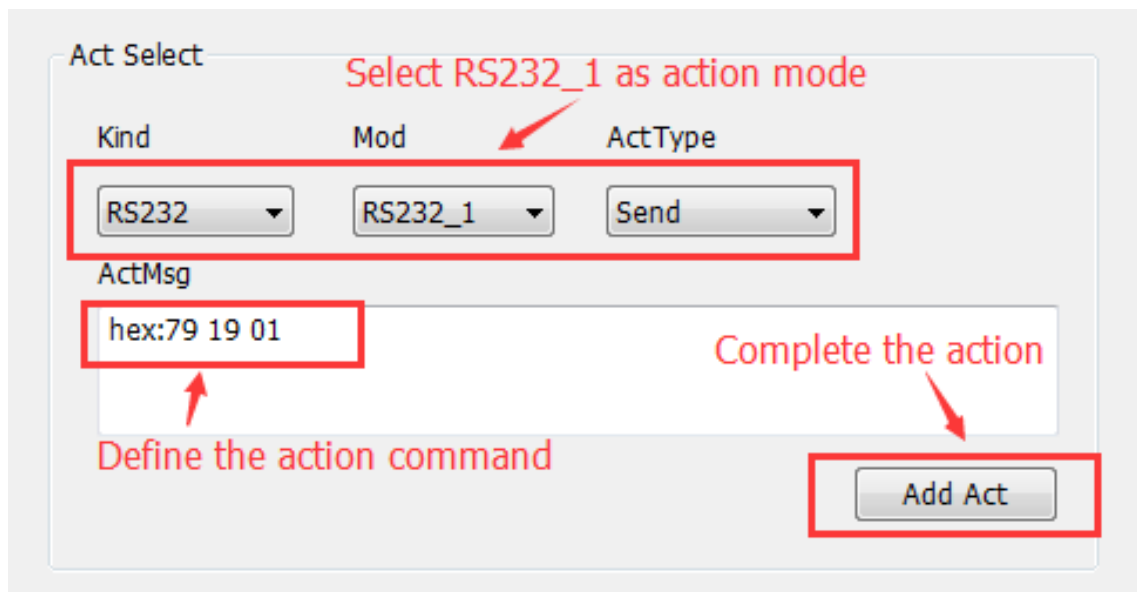 Act Select
Select RS232_1 as action mode
Kind Mod ActType
RS232 RS232_1 Send
ActMsg
hex:79 19 01
Complete the action
Define the action command
Add Act